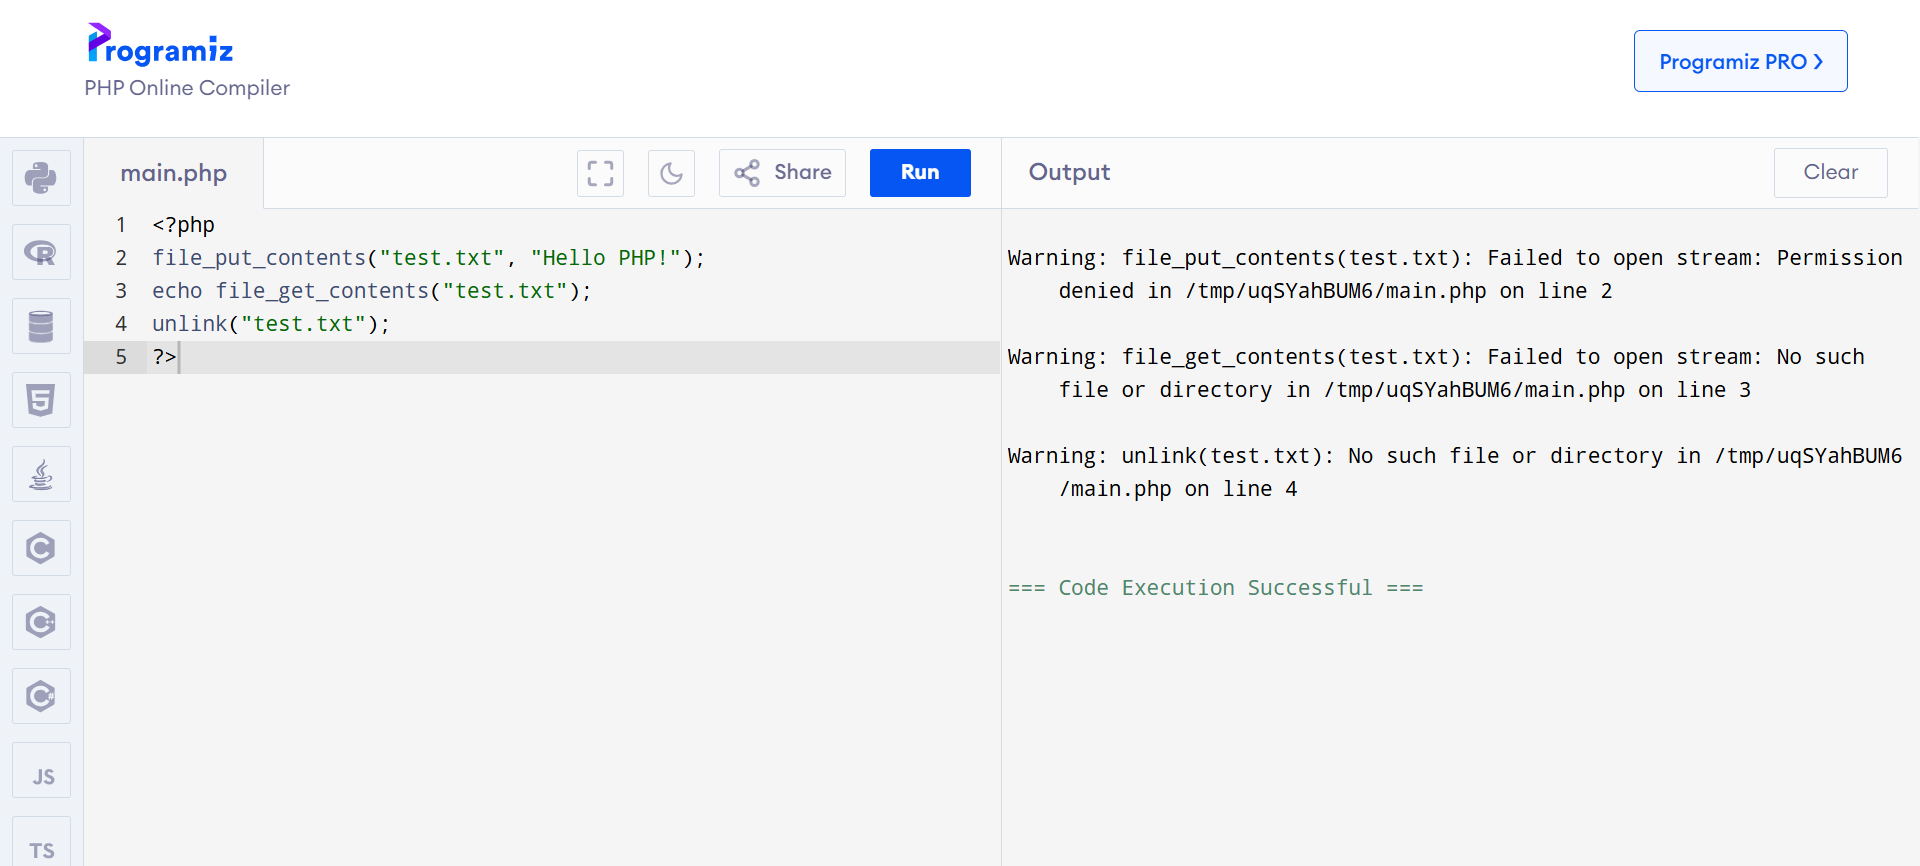 Programiz
PHP Online Compiler
Programiz PRO ❯
main.php
Share
Run
Output
Clear
1 <?php
2 file_put_contents("test.txt", "Hello PHP!");
3 echo file_get_contents("test.txt");
4 unlink("test.txt");
5 ?>
Warning: file_put_contents(test.txt): Failed to open stream: Permission
denied in /tmp/uqSYahBUM6/main.php on line 2
Warning: file_get_contents(test.txt): Failed to open stream: No such
file or directory in /tmp/uqSYahBUM6/main.php on line 3
Warning: unlink(test.txt): No such file or directory in /tmp/uqSYahBUM6
/main.php on line 4
=== Code Execution Successful ===
R
5
C
C++
C#
JS
TS